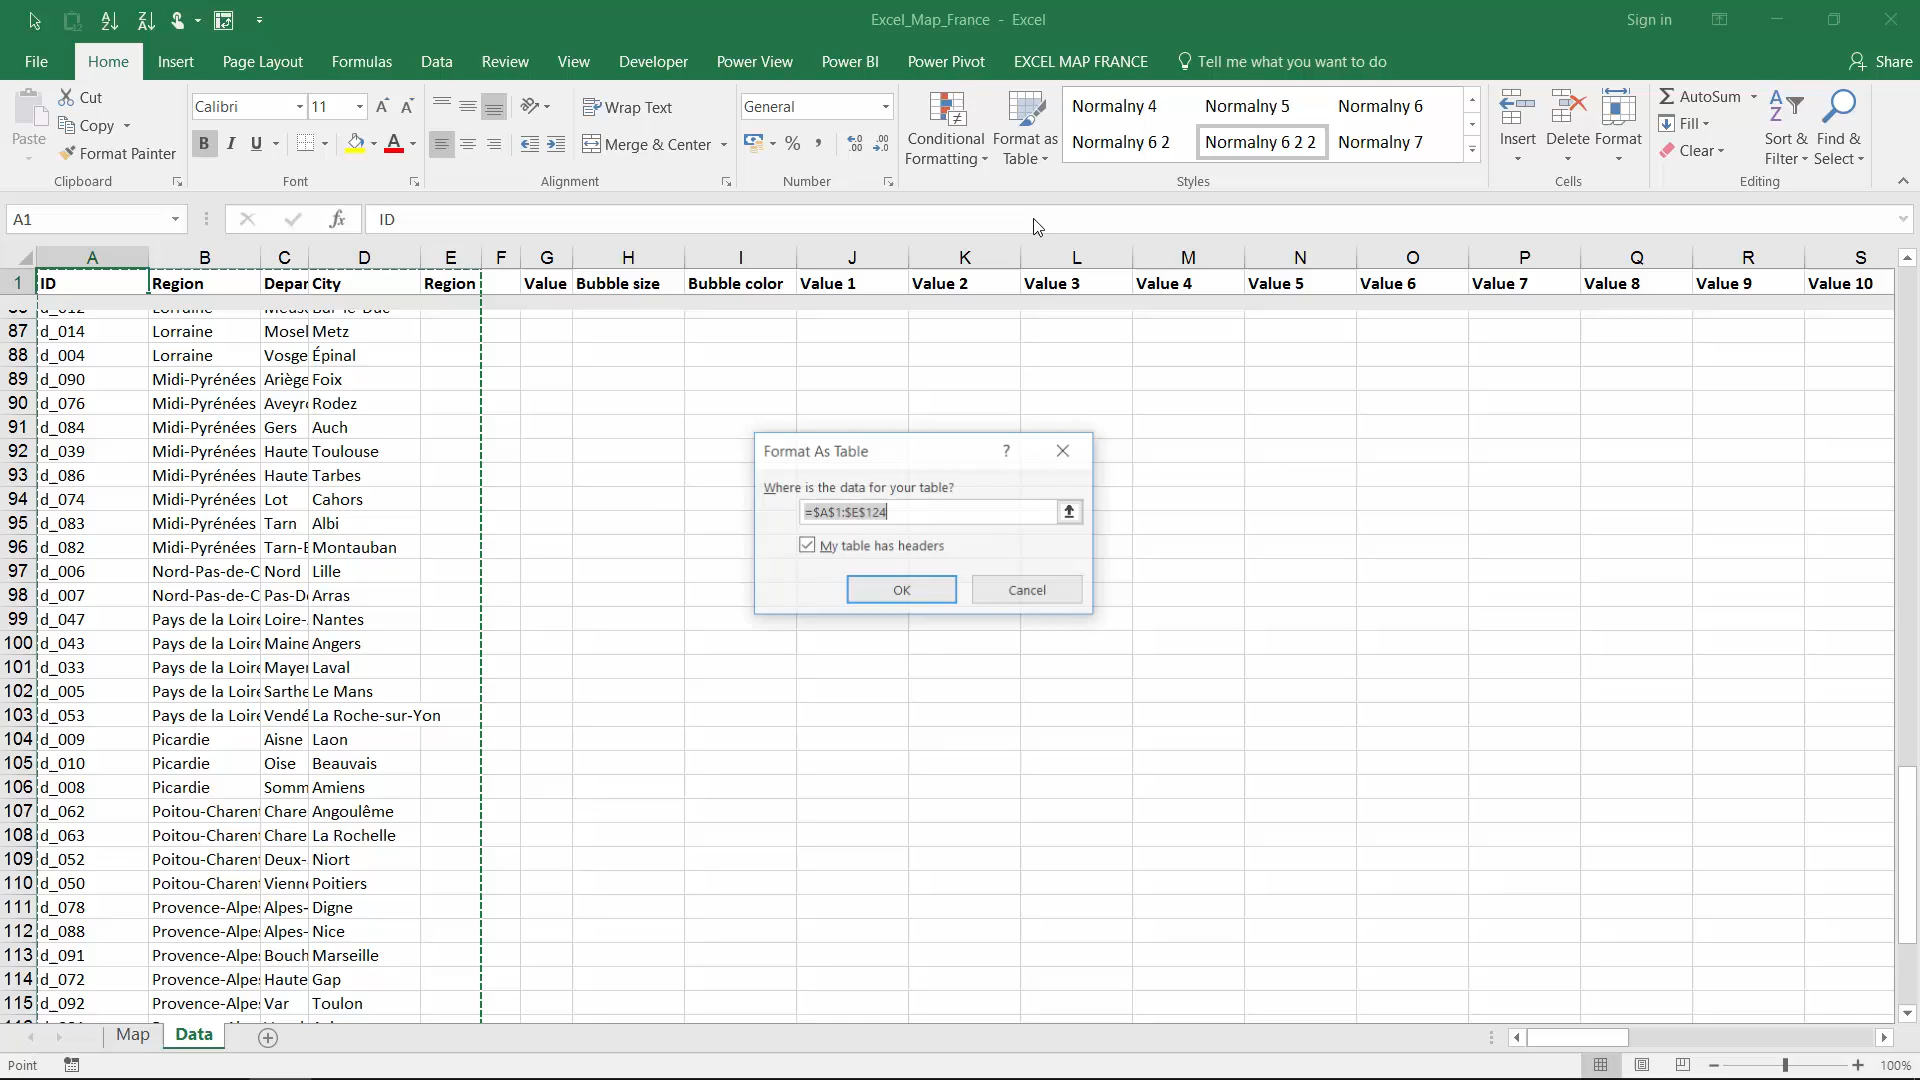 Excel_Map_France - Excel
Sign in
File Home Insert Page Layout Formulas Data Review View Developer Power View Power BI Power Pivot EXCEL MAP FRANCE Tell me what you want to do Share
Paste
Cut
Copy
Format Painter
Clipboard
Calibri 11
B I U
Font
Wrap Text
Merge & Center
Alignment
General
%
Number
Conditional Formatting
Format as Table
Normalny 4 Normalny 5 Normalny 6
Normalny 6 2 Normalny 6 2 2 Normalny 7
Styles
Insert Delete Format
Cells
AutoSum
Fill
Clear
Sort & Filter
Find & Select
Editing
A1 fx ID
A B C D E F G H I J K L M N O P Q R S
1 ID Region Depar City Region Value Bubble size Bubble color Value 1 Value 2 Value 3 Value 4 Value 5 Value 6 Value 7 Value 8 Value 9 Value 10
87 d_014 Lorraine Mosel Metz
88 d_004 Lorraine Vosge Épinal
89 d_090 Midi-Pyrénées Ariège Foix
90 d_076 Midi-Pyrénées Aveyr Rodez
91 d_084 Midi-Pyrénées Gers Auch
92 d_039 Midi-Pyrénées Haute Toulouse
93 d_086 Midi-Pyrénées Haute Tarbes
94 d_074 Midi-Pyrénées Lot Cahors
95 d_083 Midi-Pyrénées Tarn Albi
96 d_082 Midi-Pyrénées Tarn-E Montauban
97 d_006 Nord-Pas-de-C Nord Lille
98 d_007 Nord-Pas-de-C Pas-D Arras
99 d_047 Pays de la Loire Loire- Nantes
100 d_043 Pays de la Loire Maine Angers
101 d_033 Pays de la Loire Mayer Laval
102 d_005 Pays de la Loire Sarthe Le Mans
103 d_053 Pays de la Loire Vendé La Roche-sur-Yon
104 d_009 Picardie Aisne Laon
105 d_010 Picardie Oise Beauvais
106 d_008 Picardie Somm Amiens
107 d_062 Poitou-Charent Chare Angoulême
108 d_063 Poitou-Charent Chare La Rochelle
109 d_052 Poitou-Charent Deux- Niort
110 d_050 Poitou-Charent Vienn Poitiers
111 d_078 Provence-Alpes Alpes- Digne
112 d_088 Provence-Alpes Alpes- Nice
113 d_091 Provence-Alpes Bouch Marseille
114 d_072 Provence-Alpes Haute Gap
115 d_092 Provence-Alpes Var Toulon
Format As Table ?
Where is the data for your table?
=$A$1:$E$124
My table has headers
OK Cancel
Map Data
Point 100%